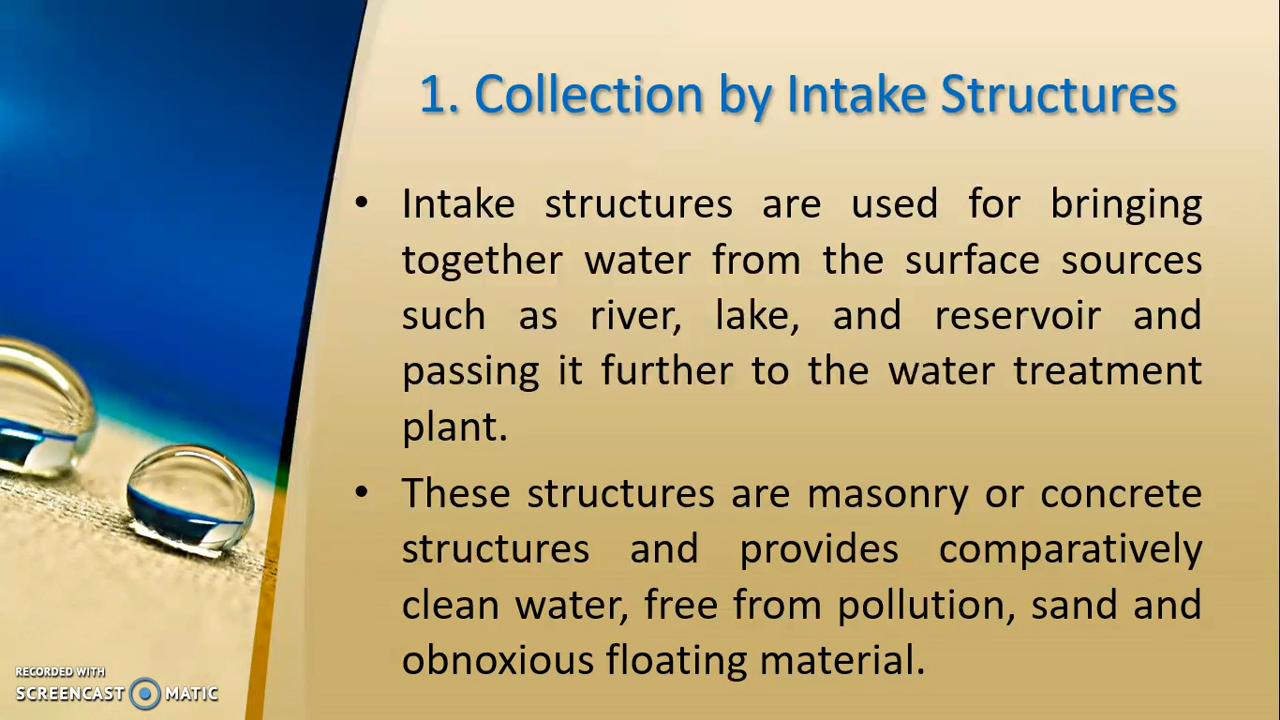 1. Collection by Intake Structures
• Intake structures are used for bringing
together water from the surface sources
such as river, lake, and reservoir and
passing it further to the water treatment
plant.
• These structures are masonry or concrete
structures and provides comparatively
clean water, free from pollution, sand and
obnoxious floating material.
RECORDED WITH
SCREENCAST MATIC